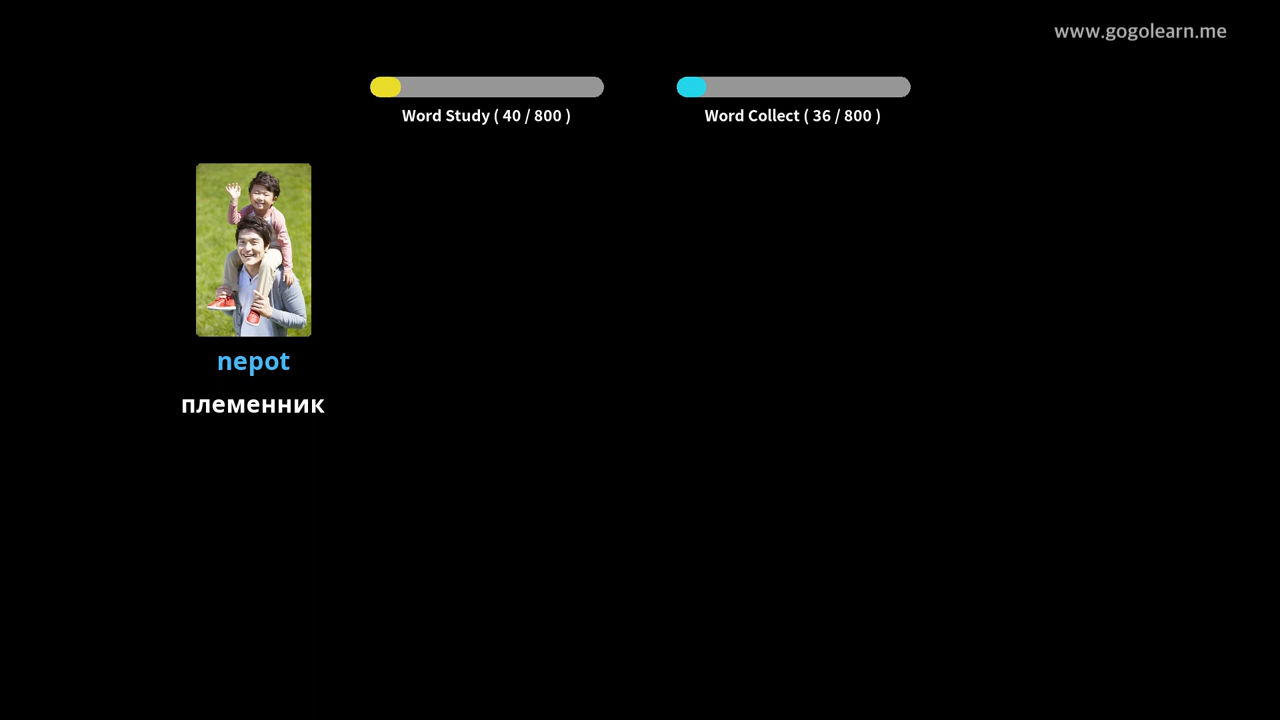 www.gogolearn.me
Word Study ( 40 / 800 )
Word Collect ( 36 / 800 )
nepot
племенник